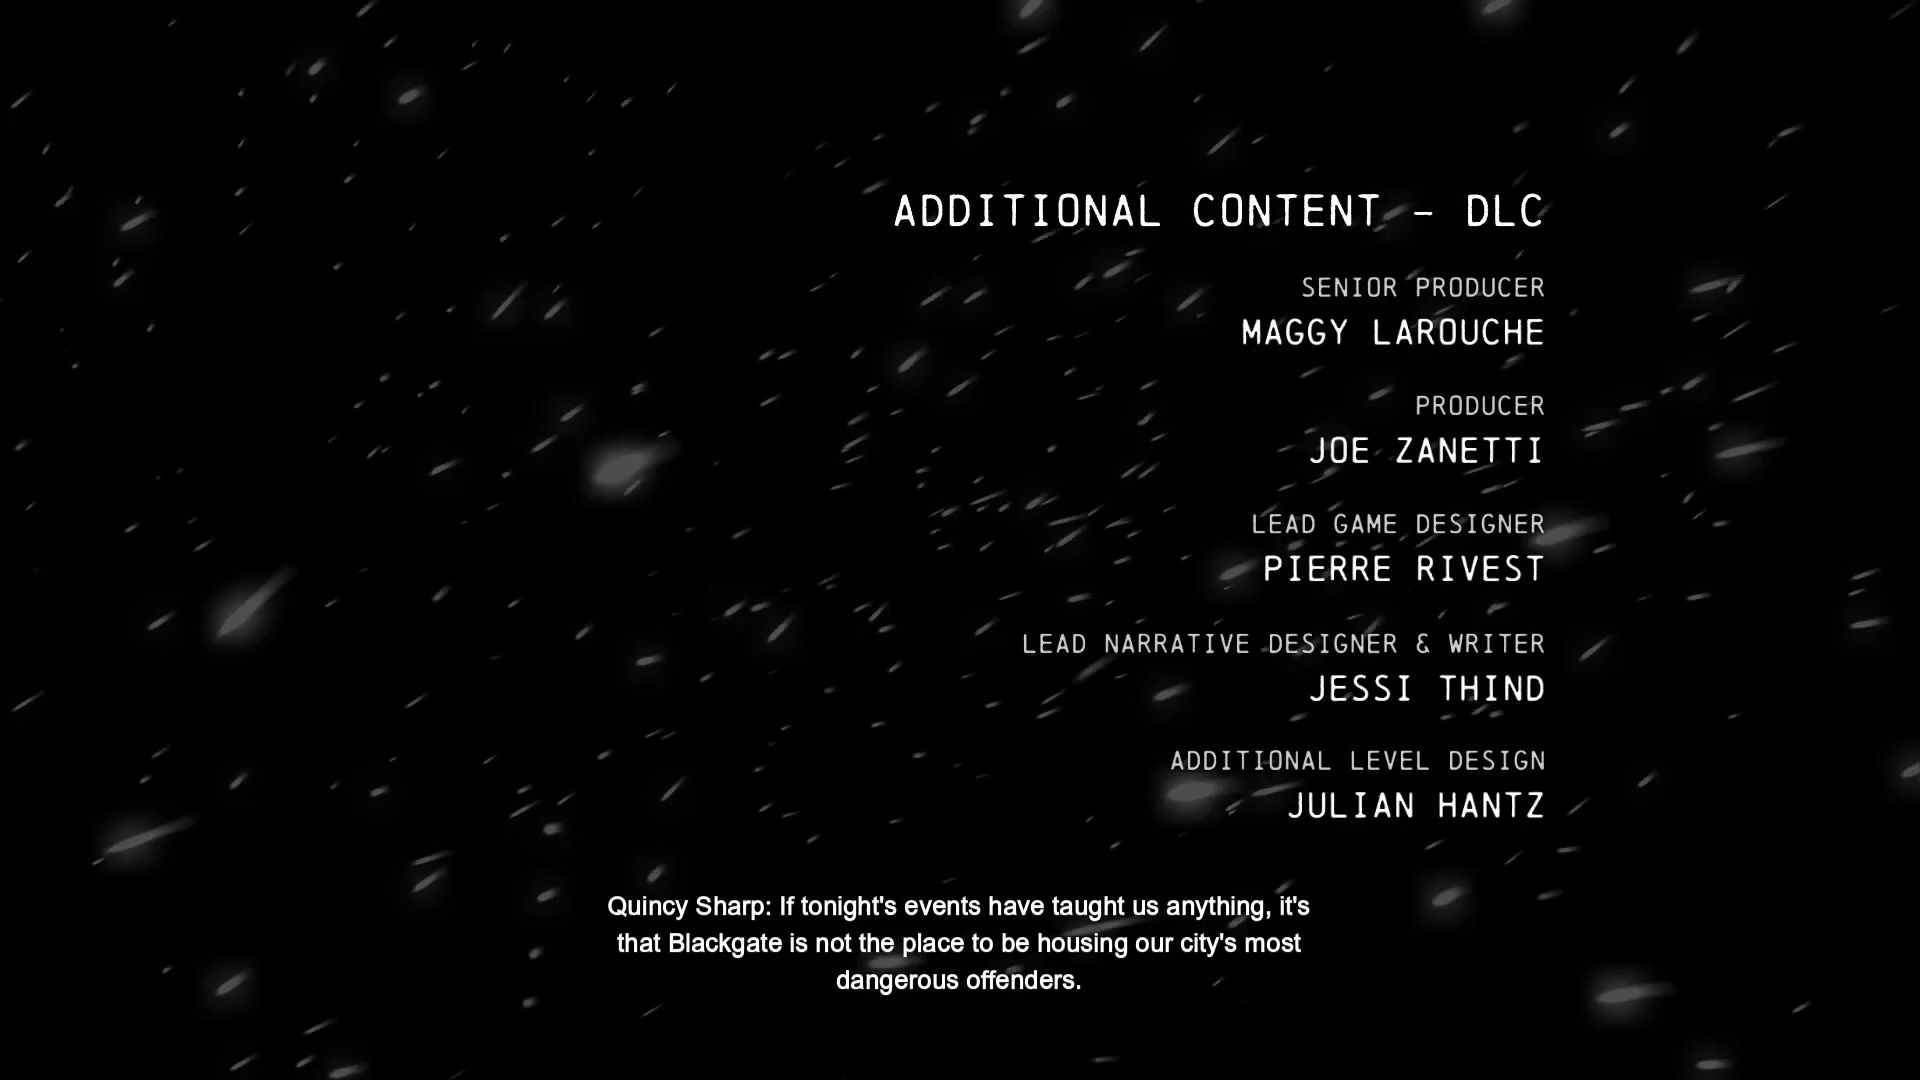 ADDITIONAL CONTENT - DLC
SENIOR PRODUCER
MAGGY LAROUCHE
PRODUCER
JOE ZANETTI
LEAD GAME DESIGNER
PIERRE RIVEST
LEAD NARRATIVE DESIGNER & WRITER
JESSI THIND
ADDITIONAL LEVEL DESIGN
JULIAN HANTZ
Quincy Sharp: If tonight's events have taught us anything, it's
that Blackgate is not the place to be housing our city's most
dangerous offenders.